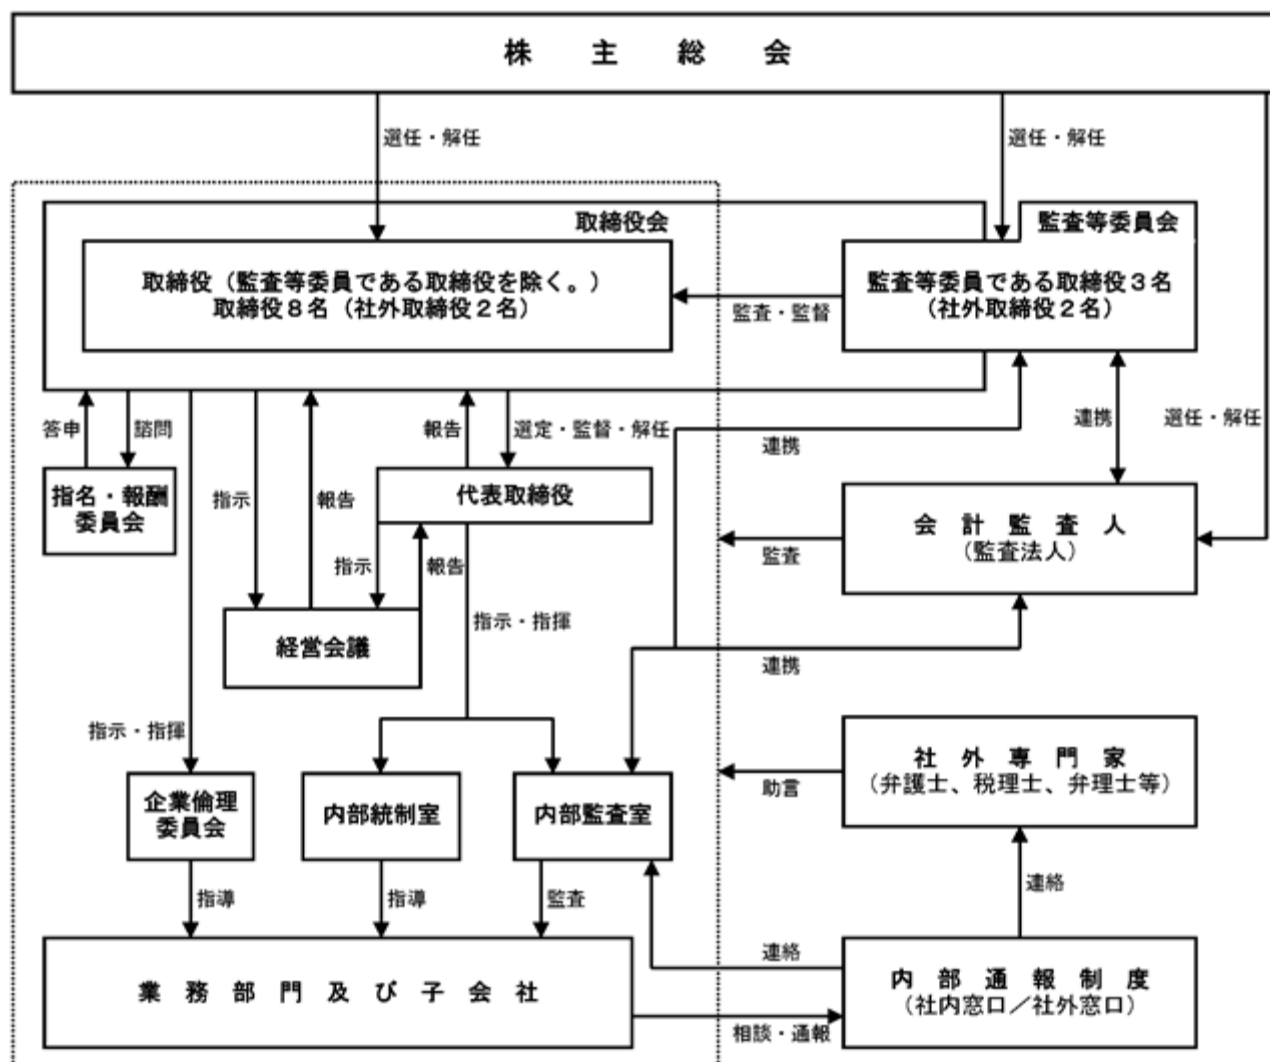 株主総会
選任・解任
選任・解任
取締役会
監査等委員会
取締役（監査等委員である取締役を除く。）
取締役８名（社外取締役２名）
監査等委員である取締役３名
（社外取締役２名）
監査・監督
答申
諮問
報告
選定・監督・解任
連携
連携
選任・解任
指名・報酬
委員会
指示
報告
代表取締役
会計監査人
（監査法人）
監査
指示
報告
指示・指揮
経営会議
連携
指示・指揮
社外専門家
（弁護士、税理士、弁理士等）
助言
企業倫理
委員会
内部統制室
内部監査室
指導
指導
監査
連絡
連絡
業務部門及び子会社
内部通報制度
（社内窓口／社外窓口）
相談・通報